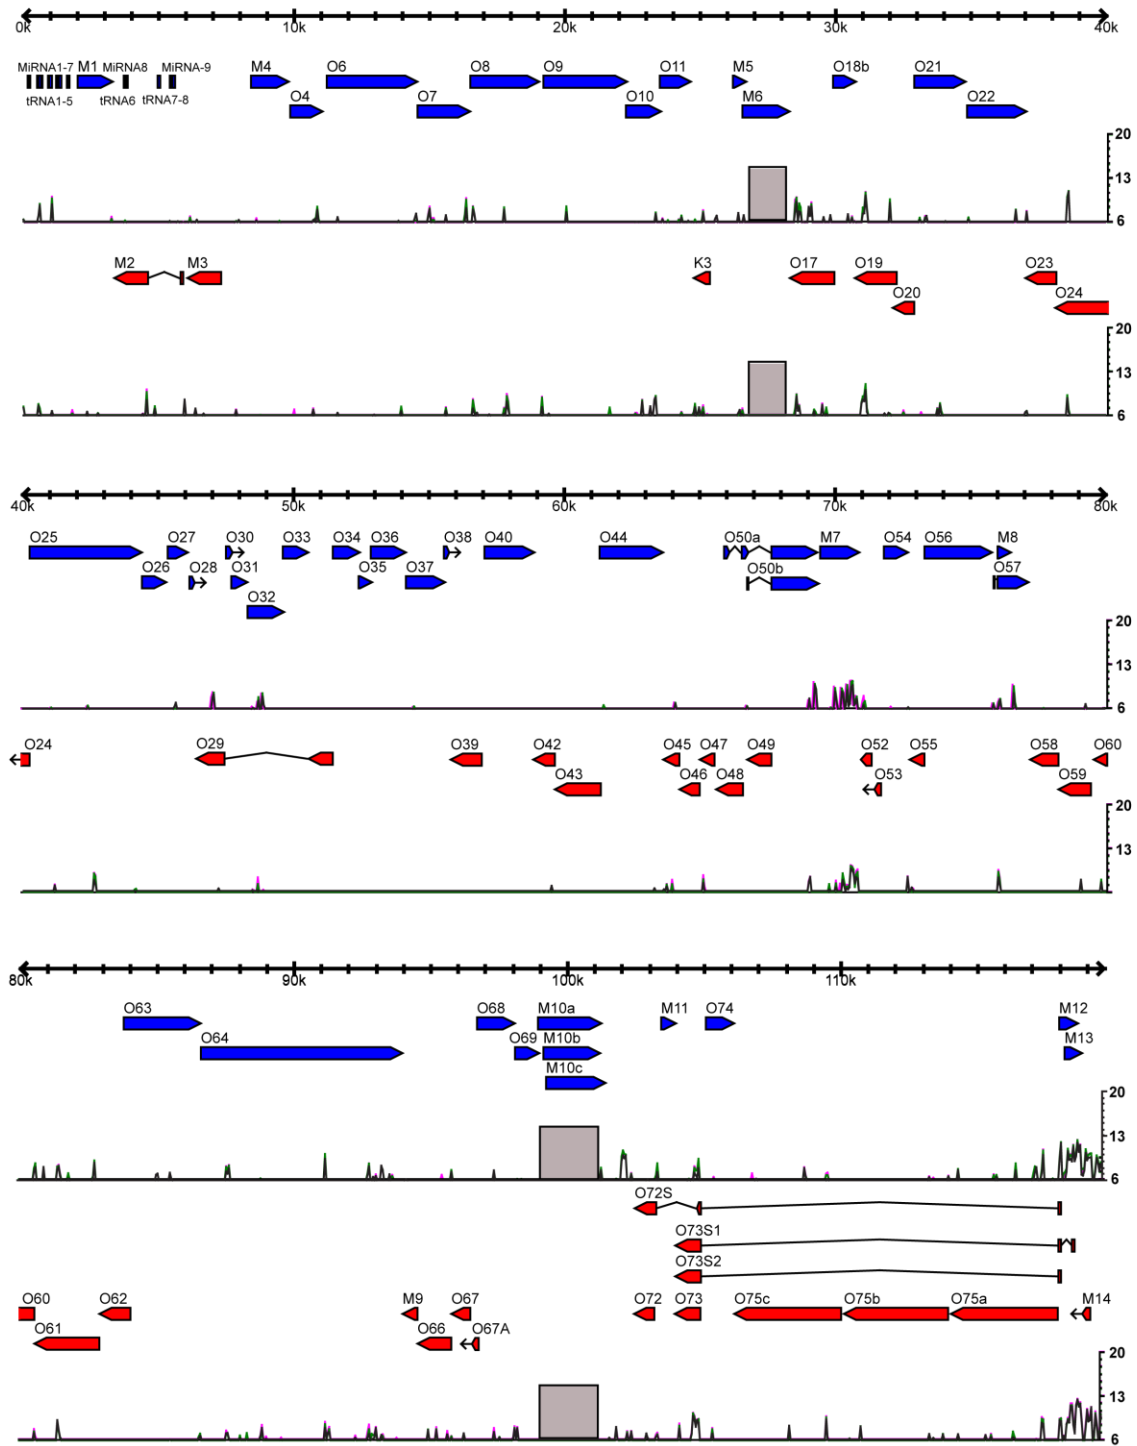 0k 10k 20k 30k 40k
MiRNA1-7 M1 MiRNA8 MiRNA-9 M4 O6 O8 O9 O11 M5 O18b O21
tRNA1-5 tRNA6 tRNA7-8 O4 O7 O10 M6 O22
20
13
6
M2 M3 K3 O17 O19 O23
O20 O24
20
13
6
40k 50k 60k 70k 80k
O25 O27 O30 O33 O34 O36 O38 O40 O44 O50a M7 O54 O56 M8
O26 O28 O31 O35 O37 O50b O57
O32
20
13
6
O24 O29 O39 O42 O45 O47 O49 O52 O55 O58 O60
O43 O46 O48 O53 O59
20
13
6
80k 90k 100k 110k
O63 O68 M10a M11 O74 M12
O64 O69 M10b M13
M10c
20
13
6
O72S
O73S1
O73S2
O60 O62 M9 O67 O72 O73 O75c O75b O75a M14
O61 O66 O67A
20
13
6